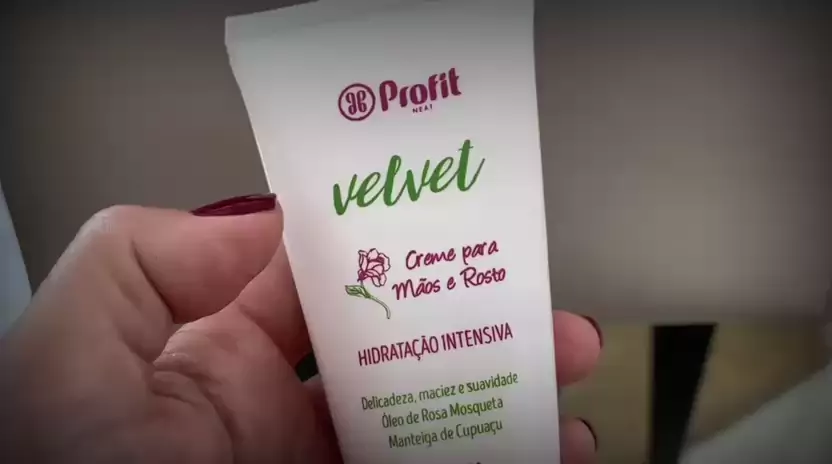 Profit
NEAT
velvet
Creme para
Mãos e Rosto
HIDRATAÇÃO INTENSIVA
Delicadeza, maciez e suavidade
Óleo de Rosa Mosqueta
Manteiga de Cupuaçu